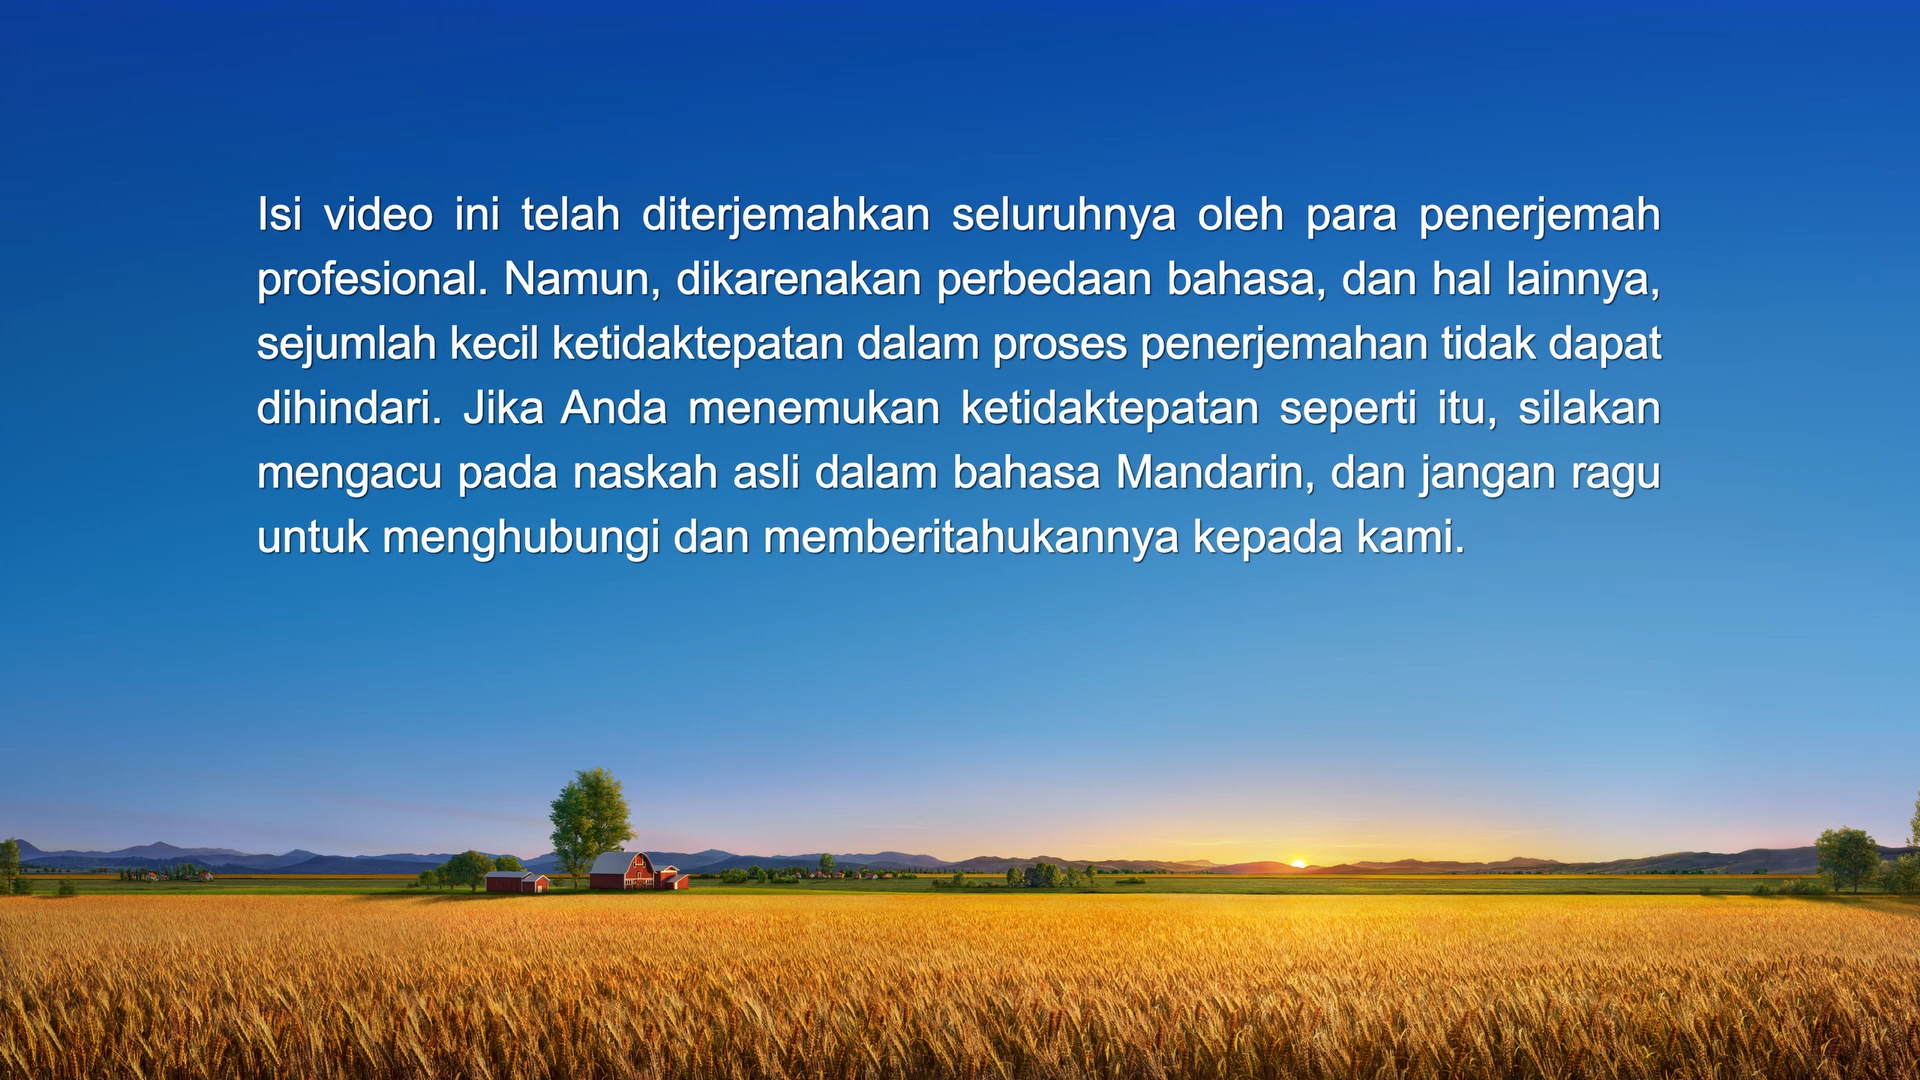 Isi video ini telah diterjemahkan seluruhnya oleh para penerjemah
profesional. Namun, dikarenakan perbedaan bahasa, dan hal lainnya,
sejumlah kecil ketidaktepatan dalam proses penerjemahan tidak dapat
dihindari. Jika Anda menemukan ketidaktepatan seperti itu, silakan
mengacu pada naskah asli dalam bahasa Mandarin, dan jangan ragu
untuk menghubungi dan memberitahukannya kepada kami.